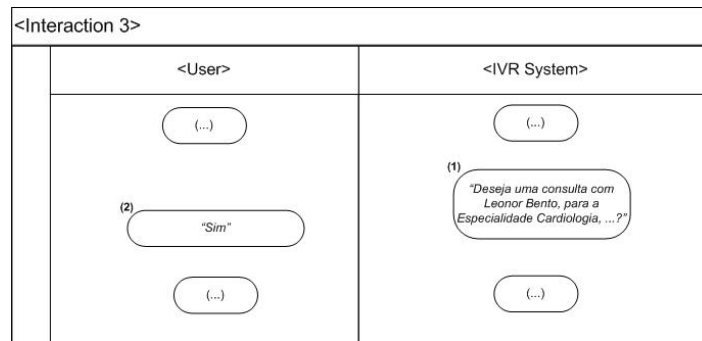 <Interaction 3>
<User>
<IVR System>
(...)
(...)
(1)
"Deseja uma consulta com
Leonor Bento, para a
Especialidade Cardiologia, ...?"
(2)
"Sim"
(...)
(...)